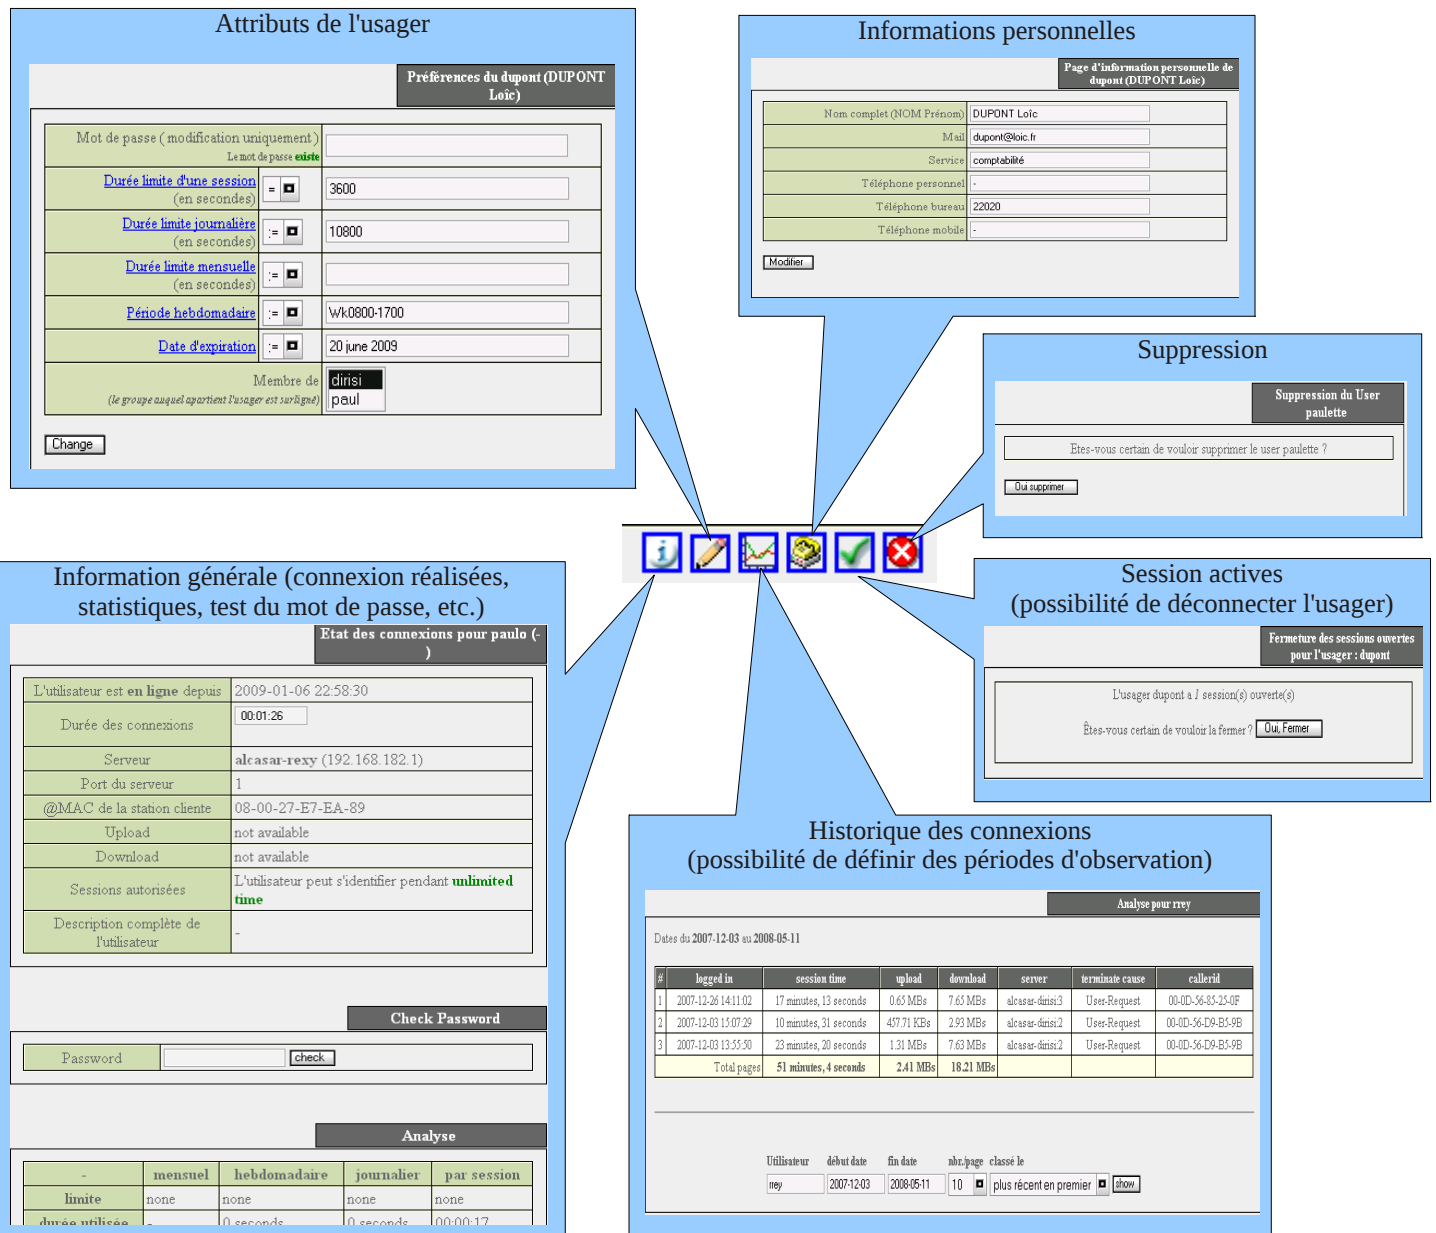 Attributs de l'usager
Préférences du dupont (DUPONT
Loïc)
Mot de passe ( modification uniquement )
Le mot de passe existe
Durée limite d'une session
(en secondes)
= 3600
Durée limite journalière
(en secondes)
:= 10800
Durée limite mensuelle
(en secondes)
:=
Période hebdomadaire := Wk0800-1700
Date d'expiration := 20 june 2009
Membre de
(le groupe auquel apartient l'usager est surligné)
dirisi
paul
Change
Informations personnelles
Page d'information personnelle de
dupont (DUPONT Loïc)
Nom complet (NOM Prénom) DUPONT Loïc
Mail dupont@loic.fr
Service comptabilité
Téléphone personnel -
Téléphone bureau 22020
Téléphone mobile -
Modifier
Suppression
Suppression du User
paulette
Etes-vous certain de vouloir supprimer le user paulette ?
Oui supprimer
Information générale (connexion réalisées,
statistiques, test du mot de passe, etc.)
Etat des connexions pour paulo (-
)
L'utilisateur est en ligne depuis 2009-01-06 22:58:30
Durée des connexions 00:01:26
Serveur alcasar-rexy (192.168.182.1)
Port du serveur 1
@MAC de la station cliente 08-00-27-E7-EA-89
Upload not available
Download not available
Sessions autorisées
L'utilisateur peut s'identifier pendant unlimited
time
Description complète de
l'utilisateur
-
Check Password
Password check
Analyse
- mensuel hebdomadaire journalier par session
limite none none none none
durée utilisée - 0 seconds 0 seconds 00:00:17
Session actives
(possibilité de déconnecter l'usager)
Fermeture des sessions ouvertes
pour l'usager : dupont
L'usager dupont a 1 session(s) ouverte(s)
Êtes-vous certain de vouloir la fermer ? Oui, Fermer
Historique des connexions
(possibilité de définir des périodes d'observation)
Analyse pour rrey
Dates du 2007-12-03 au 2008-05-11
# logged in session time upload download server terminate cause callerid
1 2007-12-26 14:11:02 17 minutes, 13 seconds 0.65 MBs 7.65 MBs alcasar-dirisi:3 User-Request 00-0D-56-85-25-0F
2 2007-12-03 15:07:29 10 minutes, 31 seconds 457.71 KBs 2.93 MBs alcasar-dirisi:2 User-Request 00-0D-56-D9-B5-9B
3 2007-12-03 13:55:50 23 minutes, 20 seconds 1.31 MBs 7.63 MBs alcasar-dirisi:2 User-Request 00-0D-56-D9-B5-9B
Total pages 51 minutes, 4 seconds 2.41 MBs 18.21 MBs
Utilisateur début date fin date nbr./page classé le
rrey 2007-12-03 2008-05-11 10 plus récent en premier show